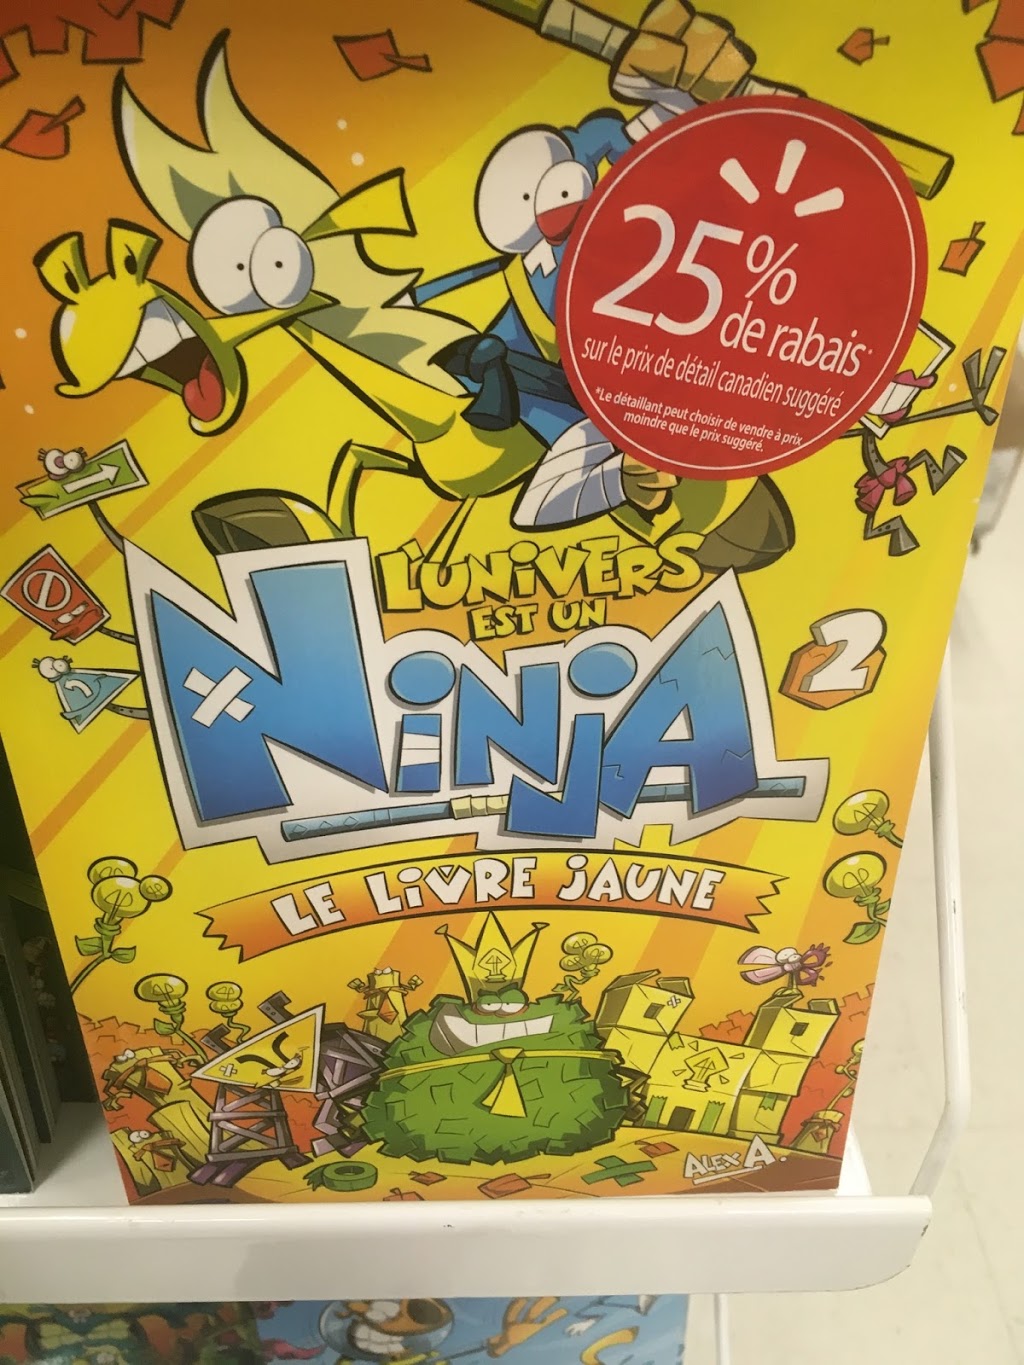 25%
de rabais*
sur le prix de détail canadien suggéré
*Le détaillant peut choisir de vendre à prix
moindre que le prix suggéré.
L'UNIVERS
EST UN
NINJA
2
LE LIVRE JAUNE
ALEX A.